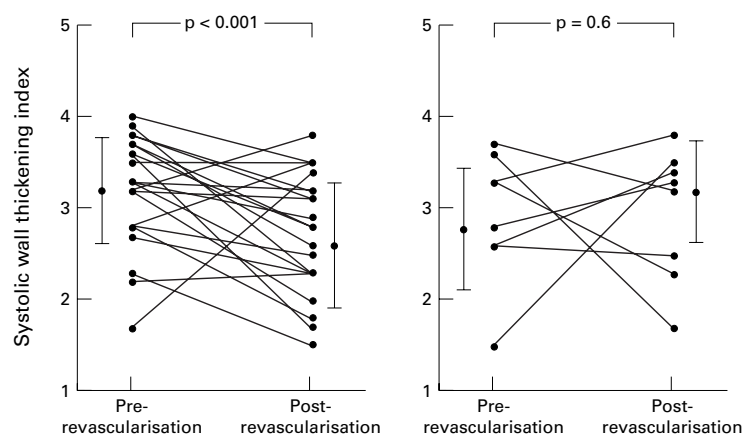 Systolic wall thickening index
5
4
3
2
1
p < 0.001
Pre-
revascularisation
Post-
revascularisation
5
4
3
2
1
p = 0.6
Pre-
revascularisation
Post-
revascularisation